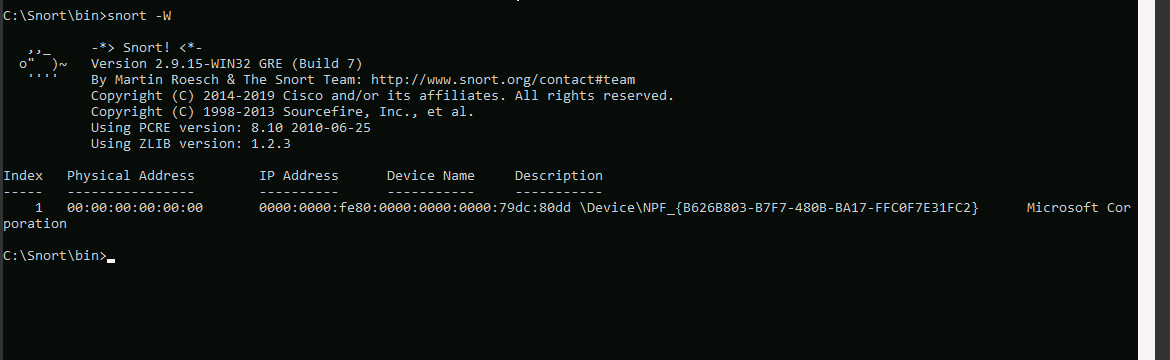 C:\Snort\bin>snort -W
   ,,_     -*> Snort! <*-
  o"  )~   Version 2.9.15-WIN32 GRE (Build 7)
   ''''    By Martin Roesch & The Snort Team: http://www.snort.org/contact#team
           Copyright (C) 2014-2019 Cisco and/or its affiliates. All rights reserved.
           Copyright (C) 1998-2013 Sourcefire, Inc., et al.
           Using PCRE version: 8.10 2010-06-25
           Using ZLIB version: 1.2.3
Index   Physical Address        IP Address      Device Name     Description
-----   ----------------        ----------      -----------     -----------
    1   00:00:00:00:00:00       0000:0000:fe80:0000:0000:0000:79dc:80dd \Device\NPF_{B626B803-B7F7-480B-BA17-FFC0F7E31FC2}      Microsoft Cor
poration
C:\Snort\bin>